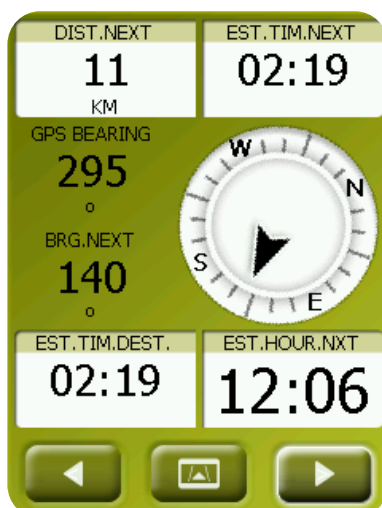 DIST.NEXT
11
KM
EST.TIM.NEXT
02:19
GPS BEARING
295
o
BRG.NEXT
140
o
W
N
S
E
EST.TIM.DEST.
02:19
EST.HOUR.NXT
12:06